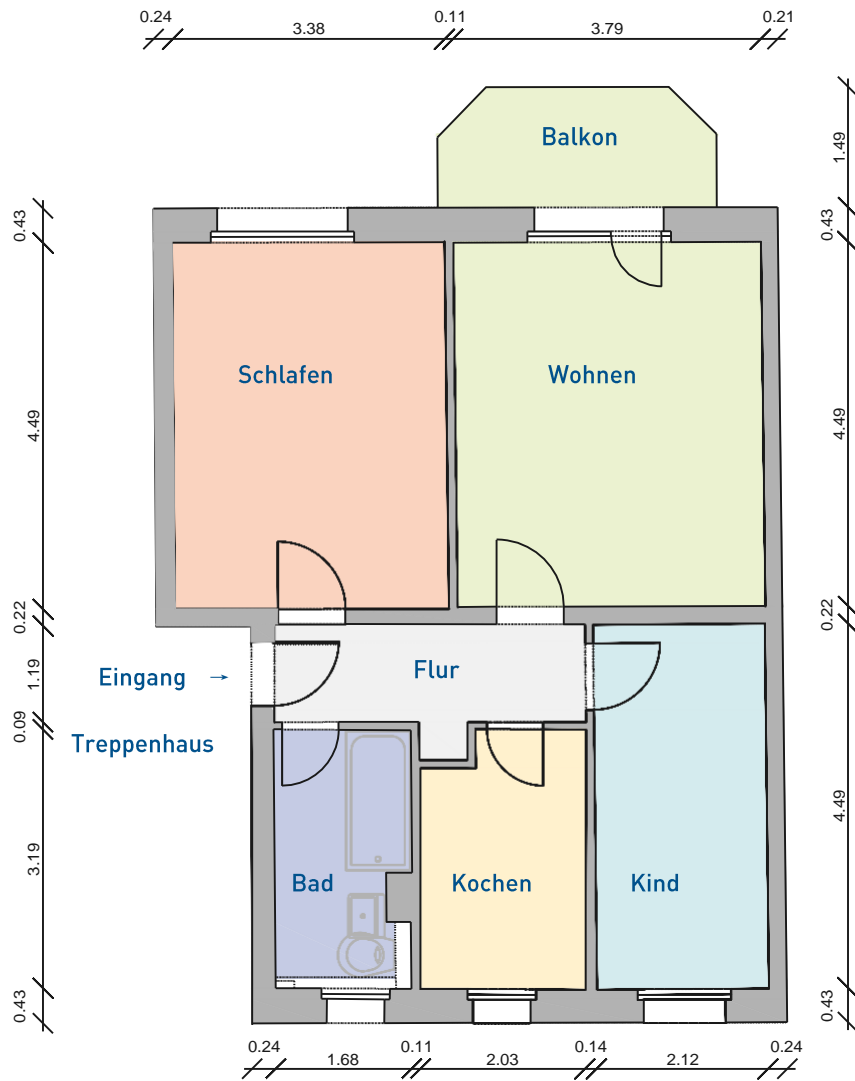 0.24 3.38 0.11 3.79 0.21
1.49
Balkon
0.43 0.43
Schlafen Wohnen
4.49 4.49
0.22 0.22
Eingang → Flur
1.19
0.09
Treppenhaus
4.49
3.19
Bad Kochen Kind
0.43 0.43
0.24 1.68 0.11 2.03 0.14 2.12 0.24